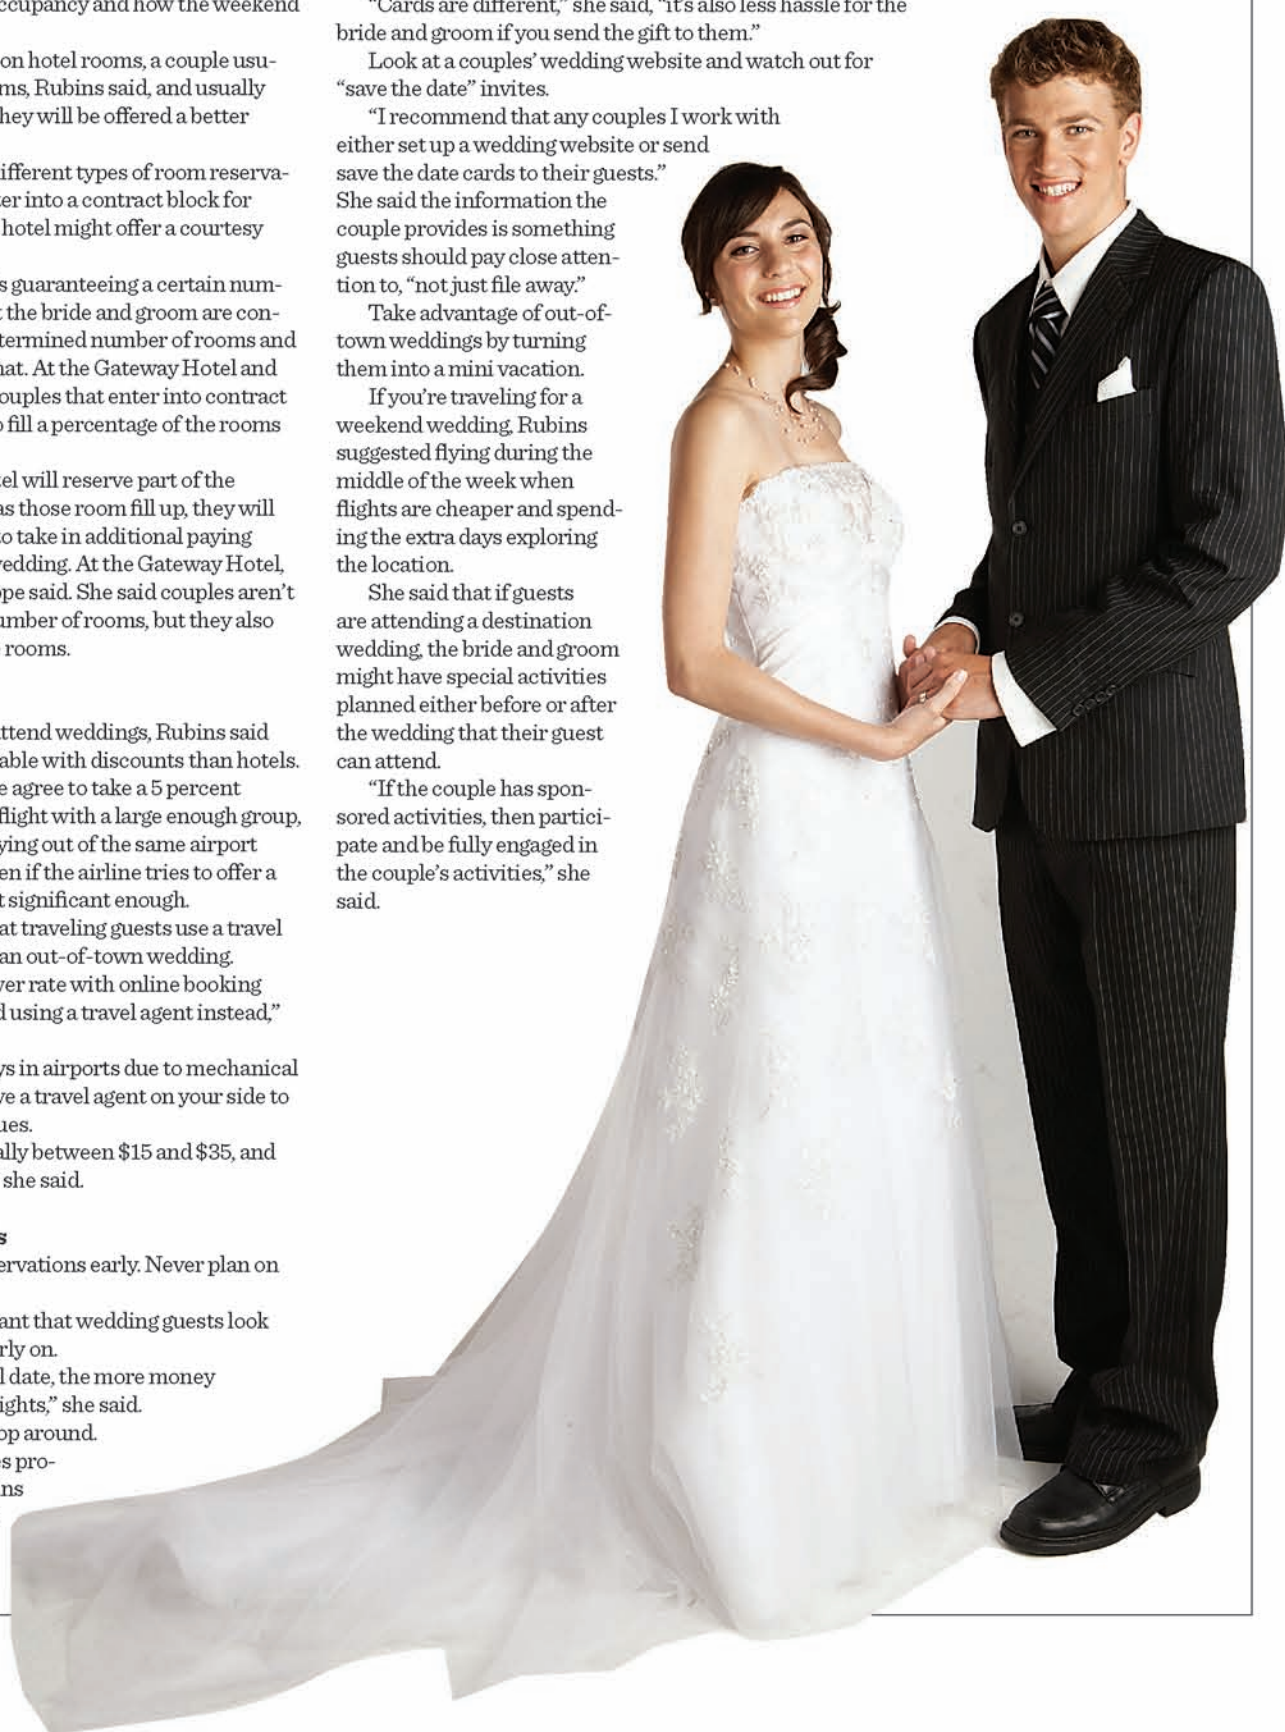 ccupancy and how the weekend
on hotel rooms, a couple usu-
ms, Rubins said, and usually
hey will be offered a better
ifferent types of room reserva-
ter into a contract block for
hotel might offer a courtesy
s guaranteeing a certain num-
t the bride and groom are con-
termined number of rooms and
hat. At the Gateway Hotel and
ouples that enter into contract
o fill a percentage of the rooms
tel will reserve part of the
as those room fill up, they will
to take in additional paying
vedding. At the Gateway Hotel,
ope said. She said couples aren't
umber of rooms, but they also
rooms.
ttend weddings, Rubins said
able with discounts than hotels.
e agree to take a 5 percent
flight with a large enough group,
ying out of the same airport
en if the airline tries to offer a
t significant enough.
at traveling guests use a travel
an out-of-town wedding.
ver rate with online booking
d using a travel agent instead,”
ys in airports due to mechanical
ve a travel agent on your side to
ues.
ally between $15 and $35, and
she said.
s
ervations early. Never plan on
ant that wedding guests look
rly on.
l date, the more money
ights,” she said.
op around.
es pro-
ns
“Cards are different,” she said, “it's also less hassle for the
bride and groom if you send the gift to them.”
Look at a couples’ wedding website and watch out for
“save the date” invites.
“I recommend that any couples I work with
either set up a wedding website or send
save the date cards to their guests.”
She said the information the
couple provides is something
guests should pay close atten-
tion to, “not just file away.”
Take advantage of out-of-
town weddings by turning
them into a mini vacation.
If you’re traveling for a
weekend wedding, Rubins
suggested flying during the
middle of the week when
flights are cheaper and spend-
ing the extra days exploring
the location.
She said that if guests
are attending a destination
wedding, the bride and groom
might have special activities
planned either before or after
the wedding that their guest
can attend.
“If the couple has spon-
sored activities, then partici-
pate and be fully engaged in
the couple’s activities,” she
said.